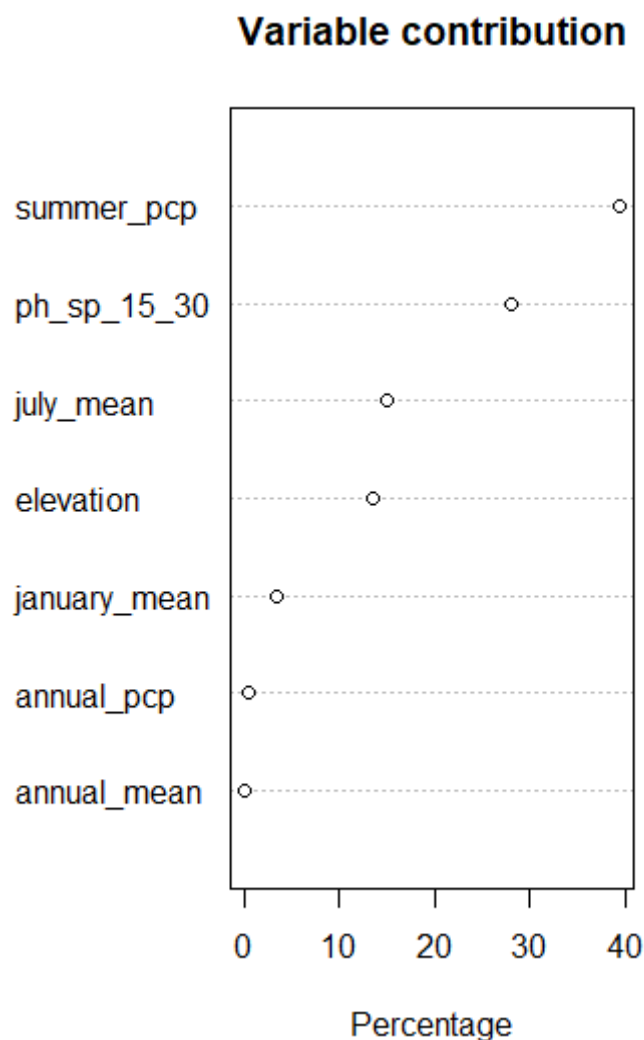 Variable contribution
summer_pcp
ph_sp_15_30
july_mean
elevation
january_mean
annual_pcp
annual_mean
0 10 20 30 40
Percentage